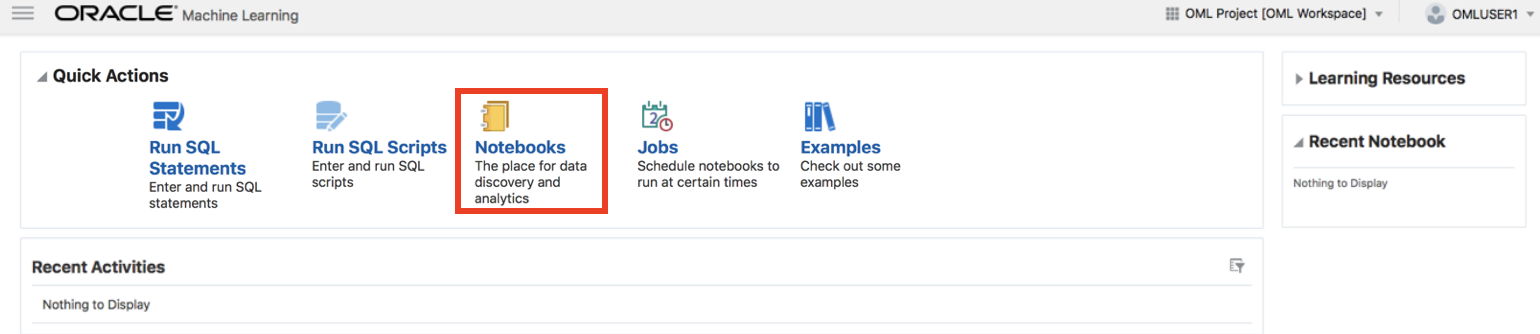 ORACLE® Machine Learning
OML Project [OML Workspace]
OMLUSER1
Quick Actions
Run SQL
Statements
Enter and run SQL
statements
Run SQL Scripts
Enter and run SQL
scripts
Notebooks
The place for data
discovery and
analytics
2
Jobs
Schedule notebooks to
run at certain times
Examples
Check out some
examples
Learning Resources
Recent Notebook
Nothing to Display
Recent Activities
Nothing to Display